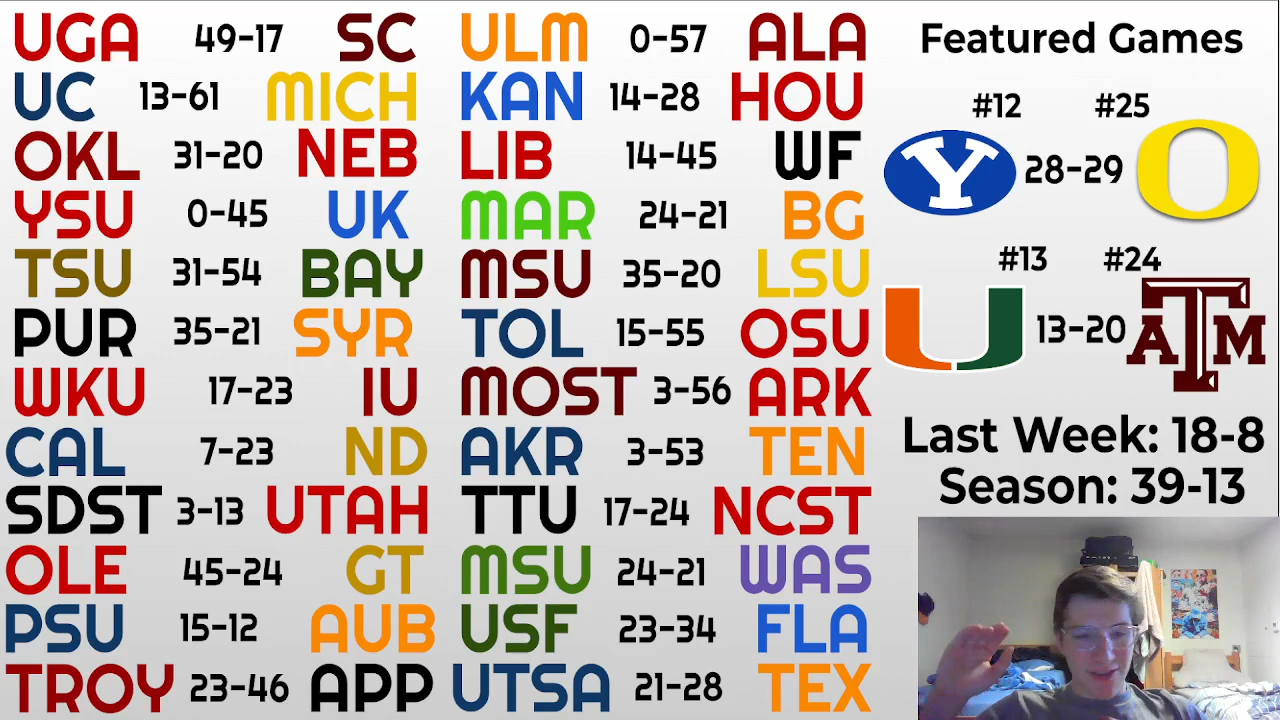 UGA 49-17 SC
UC 13-61 MICH
OKL 31-20 NEB
YSU 0-45 UK
TSU 31-54 BAY
PUR 35-21 SYR
WKU 17-23 IU
CAL 7-23 ND
SDST 3-13 UTAH
OLE 45-24 GT
PSU 15-12 AUB
TROY 23-46 APP
ULM 0-57 ALA
KAN 14-28 HOU
LIB 14-45 WF
MAR 24-21 BG
MSU 35-20 LSU
TOL 15-55 OSU
MOST 3-56 ARK
AKR 3-53 TEN
TTU 17-24 NCST
MSU 24-21 WAS
USF 23-34 FLA
UTSA 21-28 TEX
Featured Games
#12 #25
Y 28-29 O
#13 #24
U 13-20 ATM
Last Week: 18-8
Season: 39-13